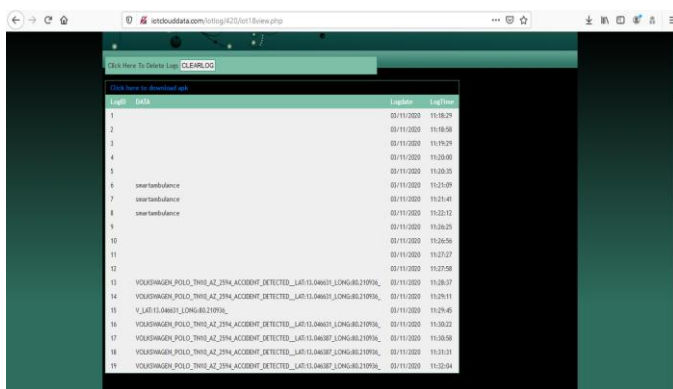 iotclouddata.com/iotlog/420/iot18view.php
Click Here To Delete Logs CLEARLOG
Click here to download apk
LogID DATA Logdate LogTime
1 03/11/2020 11:18:29
2 03/11/2020 11:18:58
3 03/11/2020 11:19:29
4 03/11/2020 11:20:00
5 03/11/2020 11:20:35
6 smartambulance 03/11/2020 11:21:09
7 smartambulance 03/11/2020 11:21:41
8 smartambulance 03/11/2020 11:22:12
9 03/11/2020 11:26:25
10 03/11/2020 11:26:56
11 03/11/2020 11:27:27
12 03/11/2020 11:27:58
13 VOLKSWAGEN_POLO_TN10_AZ_2594_ACCIDENT_DETECTED__LAT:13.046631_LONG:80.210936_ 03/11/2020 11:28:37
14 VOLKSWAGEN_POLO_TN10_AZ_2594_ACCIDENT_DETECTED__LAT:13.046631_LONG:80.210936_ 03/11/2020 11:29:11
15 V_LAT:13.046631_LONG:80.210936_ 03/11/2020 11:29:45
16 VOLKSWAGEN_POLO_TN10_AZ_2594_ACCIDENT_DETECTED__LAT:13.046631_LONG:80.210936_ 03/11/2020 11:30:22
17 VOLKSWAGEN_POLO_TN10_AZ_2594_ACCIDENT_DETECTED__LAT:13.046387_LONG:80.210936_ 03/11/2020 11:30:58
18 VOLKSWAGEN_POLO_TN10_AZ_2594_ACCIDENT_DETECTED__LAT:13.046387_LONG:80.210936_ 03/11/2020 11:31:31
19 VOLKSWAGEN_POLO_TN10_AZ_2594_ACCIDENT_DETECTED__LAT:13.046387_LONG:80.210936_ 03/11/2020 11:32:04